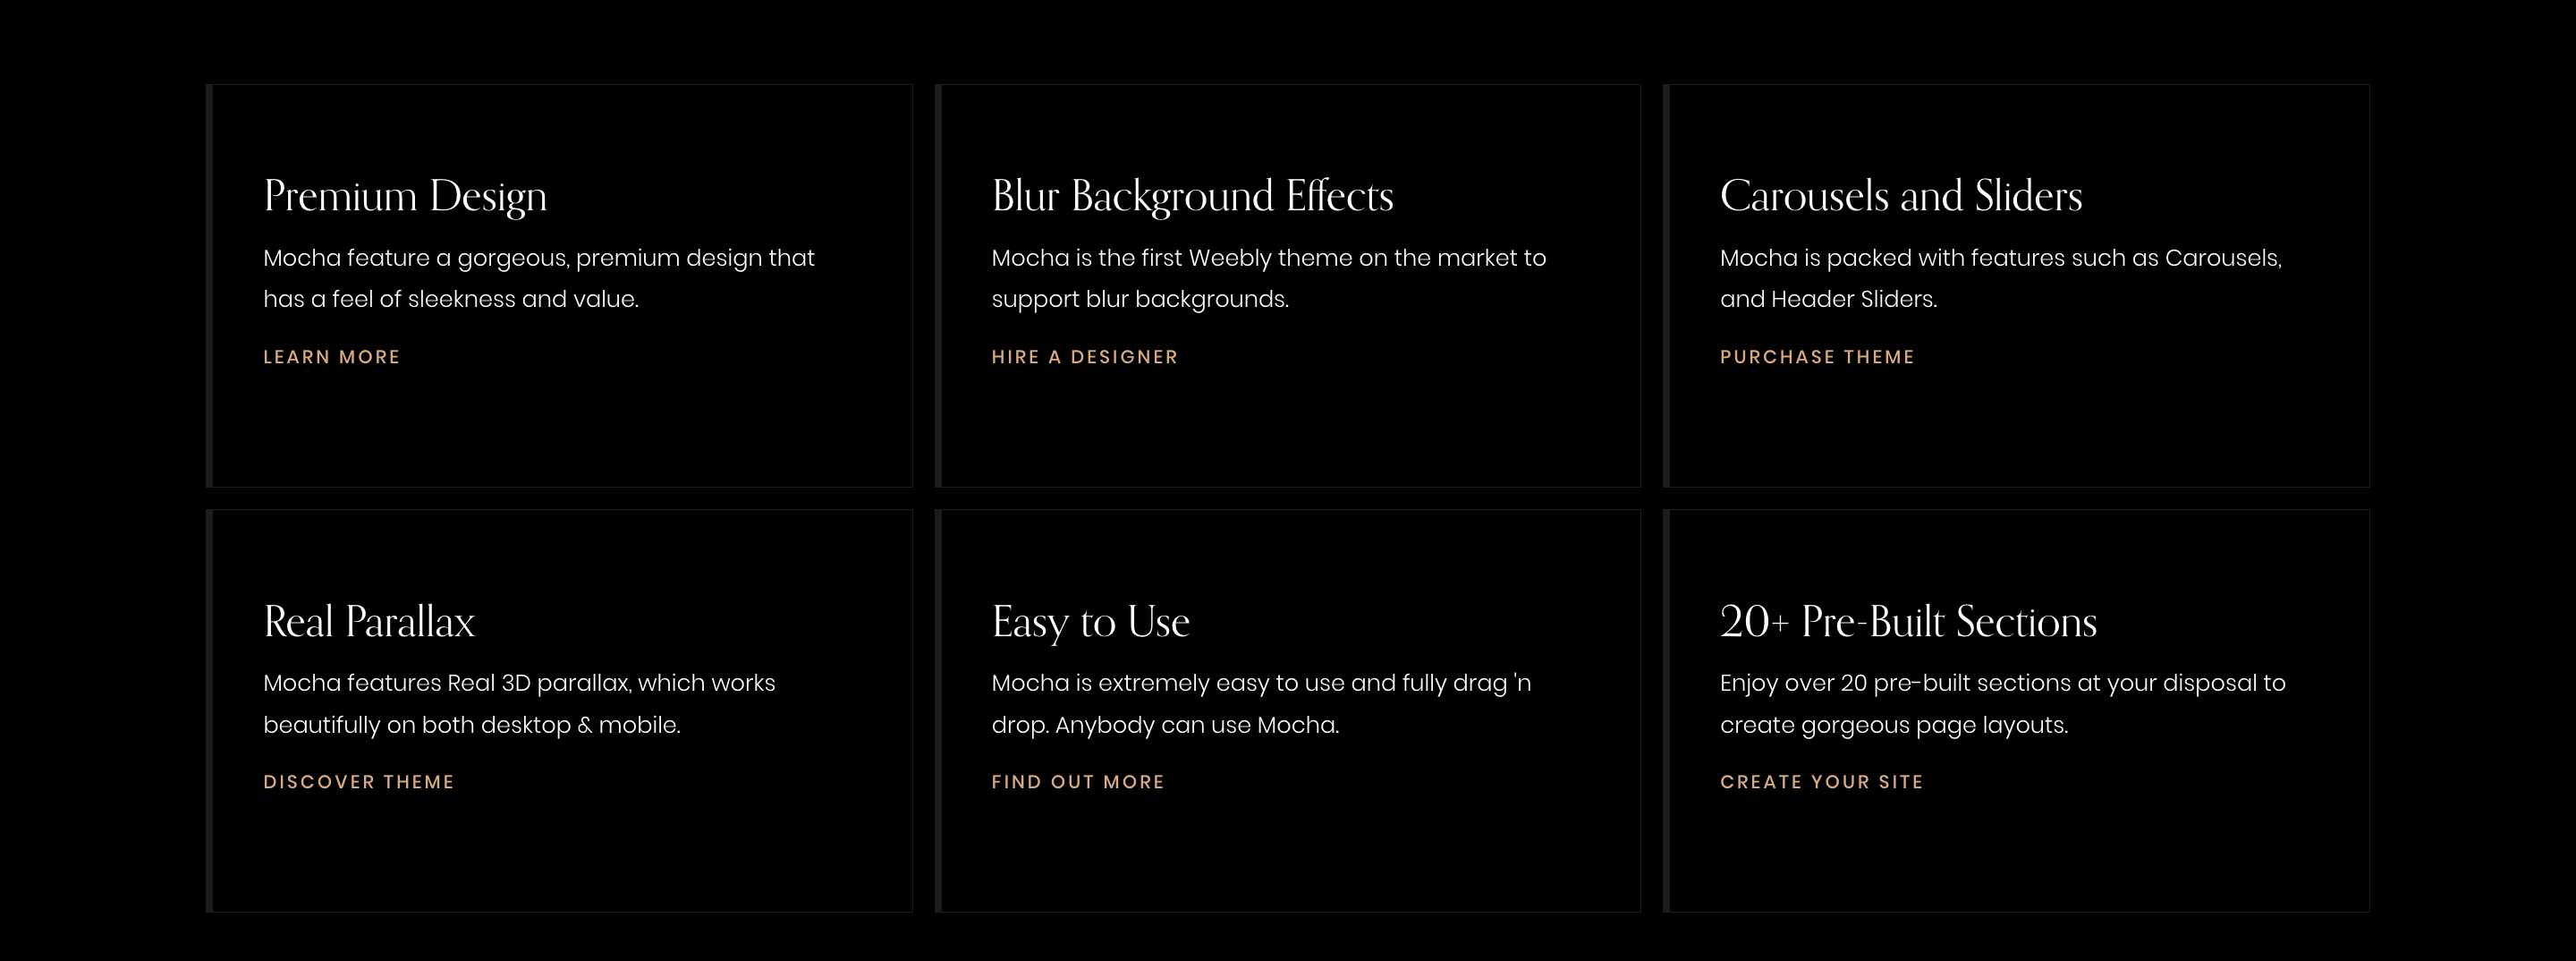 Premium Design
Mocha feature a gorgeous, premium design that
has a feel of sleekness and value.
LEARN MORE
Blur Background Effects
Mocha is the first Weebly theme on the market to
support blur backgrounds.
HIRE A DESIGNER
Carousels and Sliders
Mocha is packed with features such as Carousels,
and Header Sliders.
PURCHASE THEME
Real Parallax
Mocha features Real 3D parallax, which works
beautifully on both desktop & mobile.
DISCOVER THEME
Easy to Use
Mocha is extremely easy to use and fully drag 'n
drop. Anybody can use Mocha.
FIND OUT MORE
20+ Pre-Built Sections
Enjoy over 20 pre-built sections at your disposal to
create gorgeous page layouts.
CREATE YOUR SITE